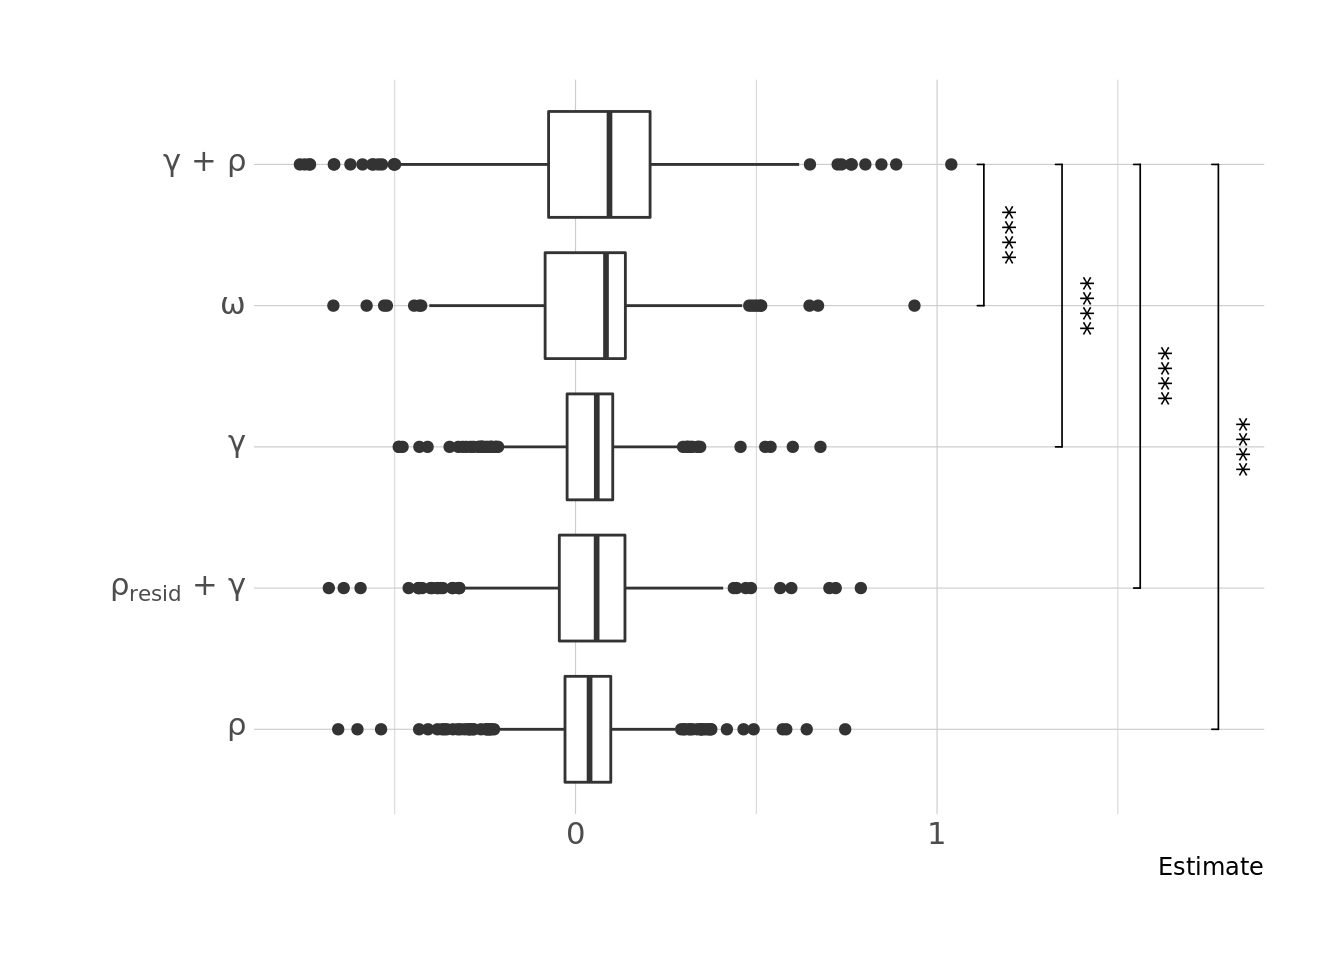 γ + ρ
****
ω
****
****
γ
****
ρresid + γ
ρ
0 1
Estimate